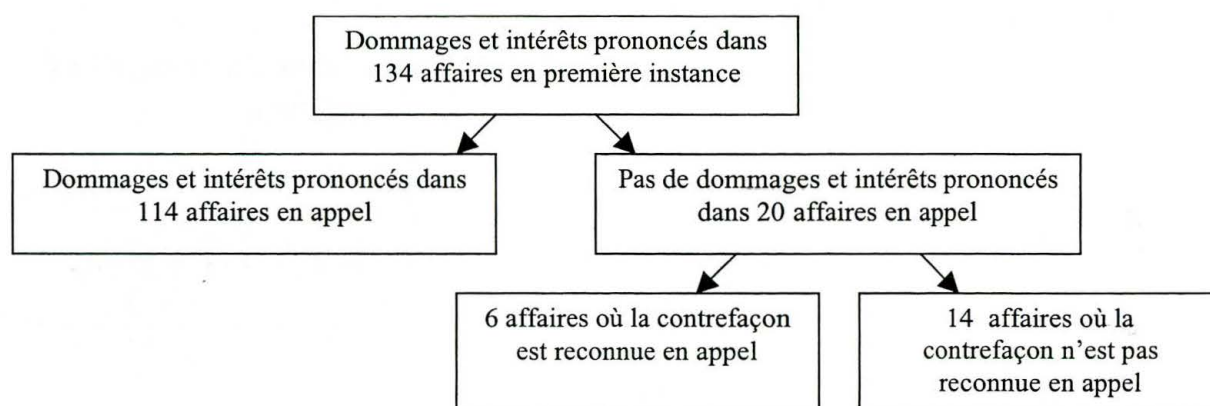 Dommages et intérêts prononcés dans
134 affaires en première instance
Dommages et intérêts prononcés dans
114 affaires en appel
Pas de dommages et intérêts prononcés
dans 20 affaires en appel
6 affaires où la contrefaçon
est reconnue en appel
14 affaires où la
contrefaçon n'est pas
reconnue en appel